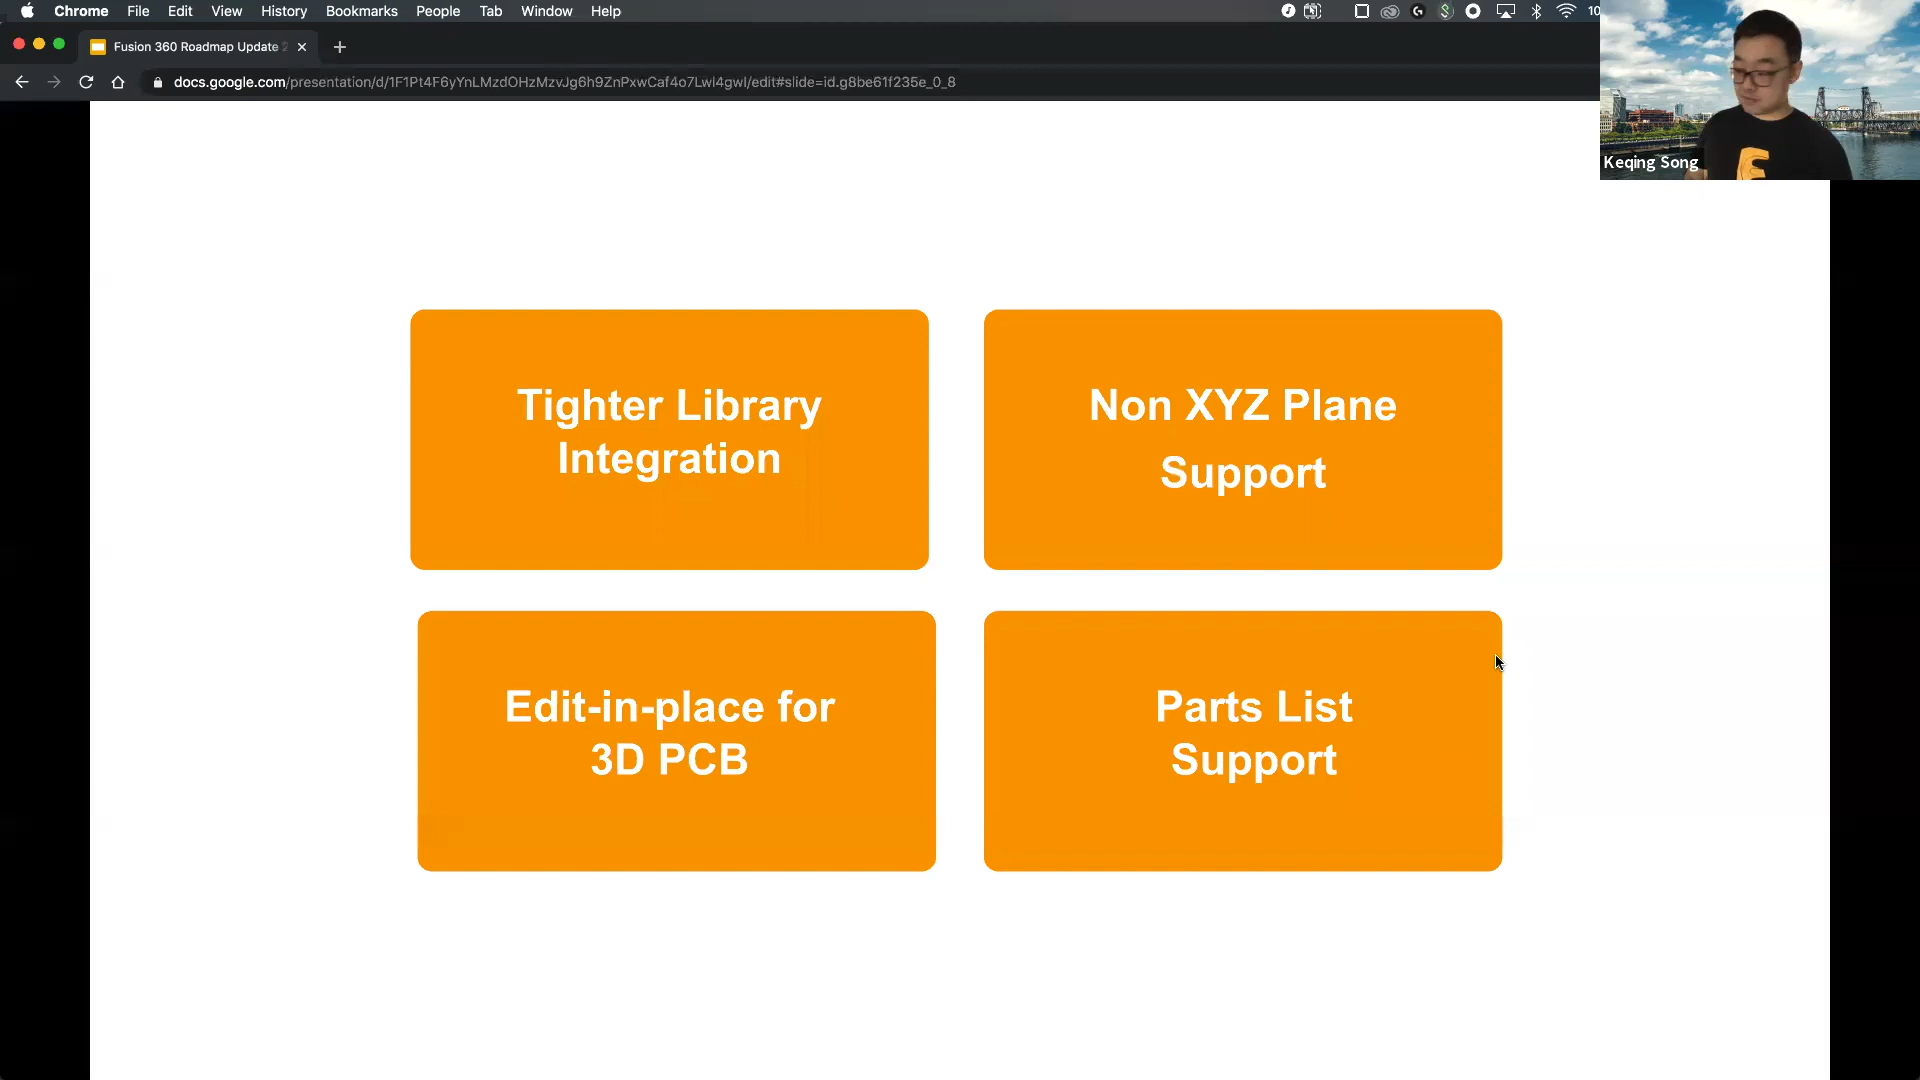 Chrome File Edit View History Bookmarks People Tab Window Help
Fusion 360 Roadmap Update
docs.google.com/presentation/d/1F1Pt4F6yYnLMzdOHzMzvJg6h9ZnPxwCaf4o7Lwl4gwI/edit#slide=id.g8be61f235e_0_8
Keqing Song
Tighter Library
Integration
Non XYZ Plane
Support
Edit-in-place for
3D PCB
Parts List
Support